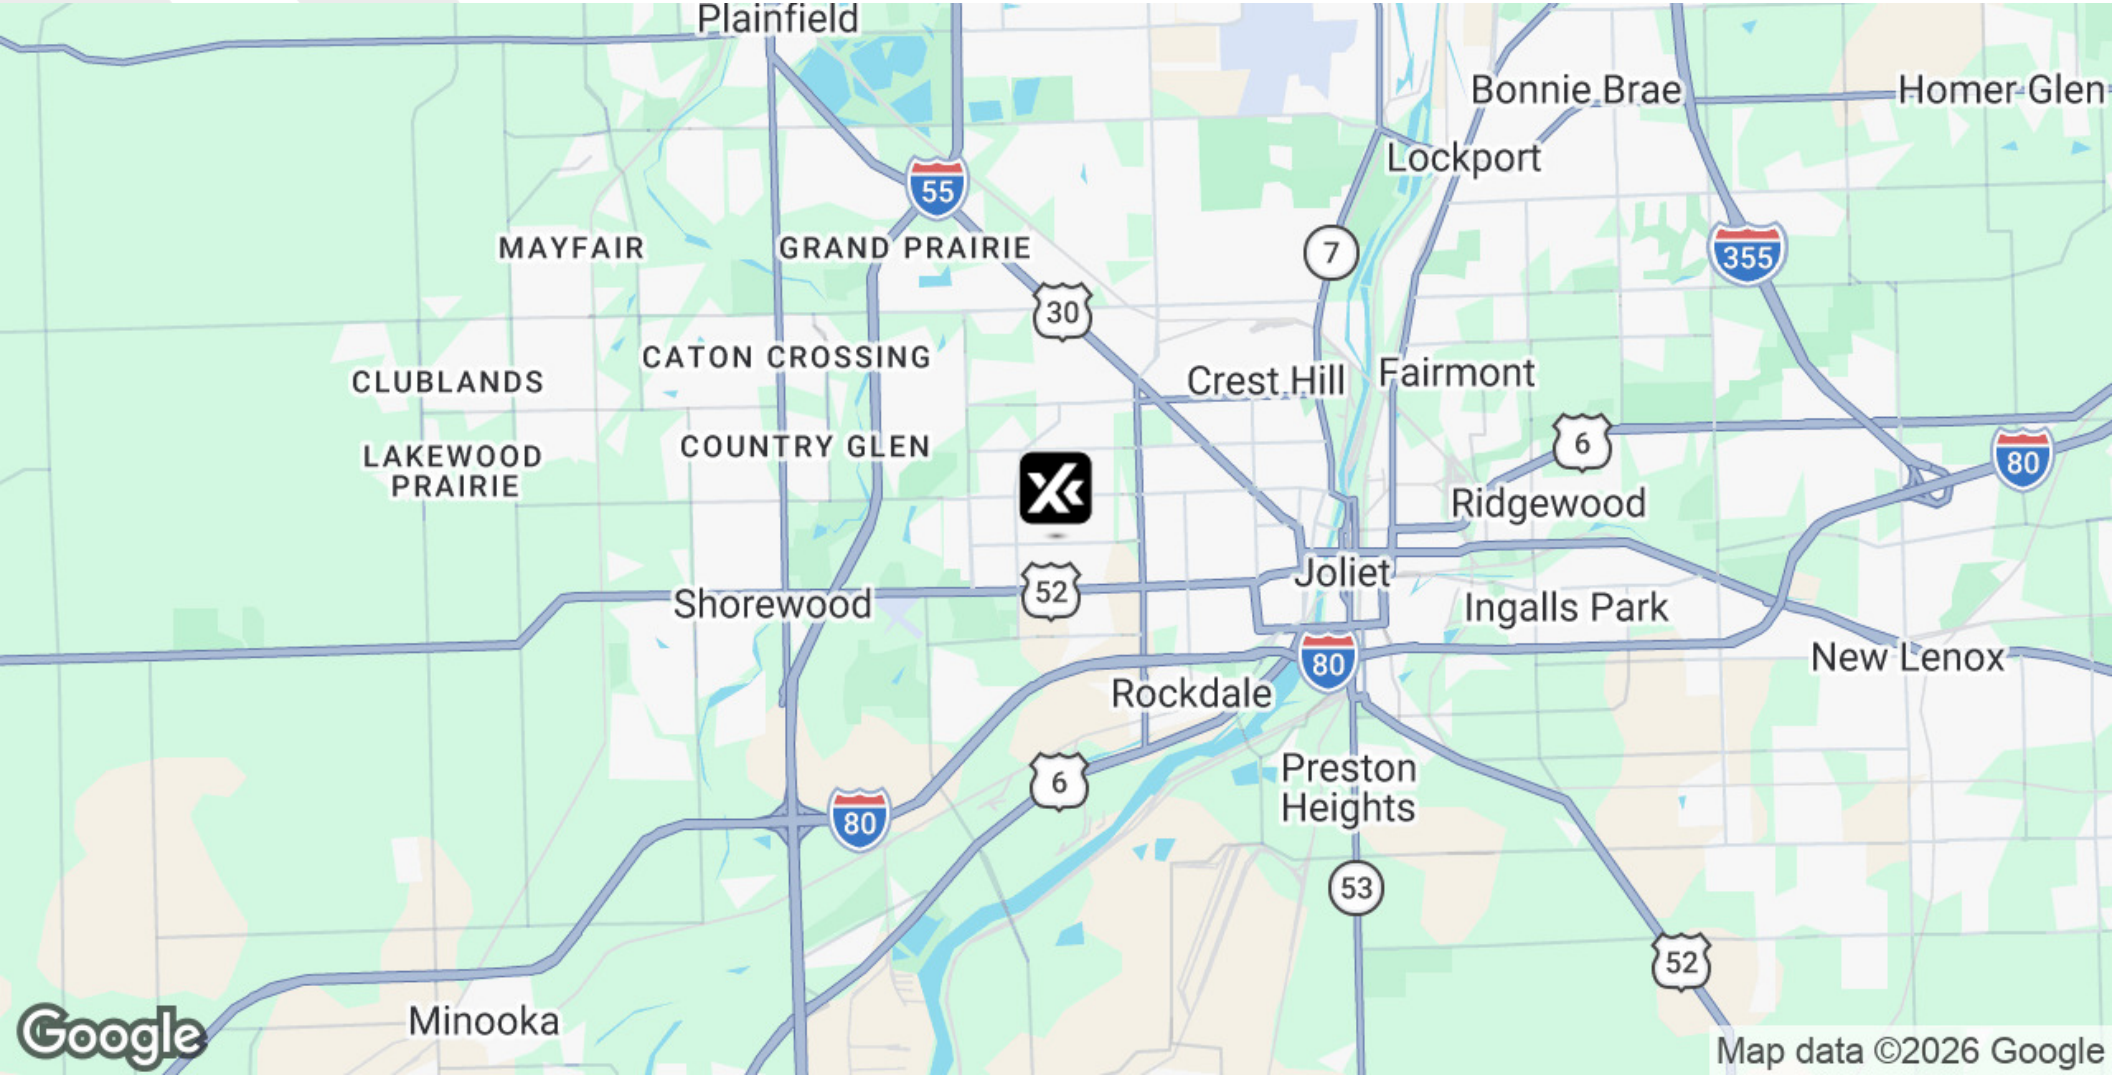 Plainfield
Bonnie Brae
Homer Glen
Lockport
55
MAYFAIR
GRAND PRAIRIE
7
355
30
CATON CROSSING
CLUBLANDS
Crest Hill
Fairmont
COUNTRY GLEN
6
80
LAKEWOOD
PRAIRIE
Ridgewood
Joliet
52
Shorewood
Ingalls Park
80
New Lenox
Rockdale
6
Preston
Heights
80
53
52
Minooka
Google
Map data ©2026 Google